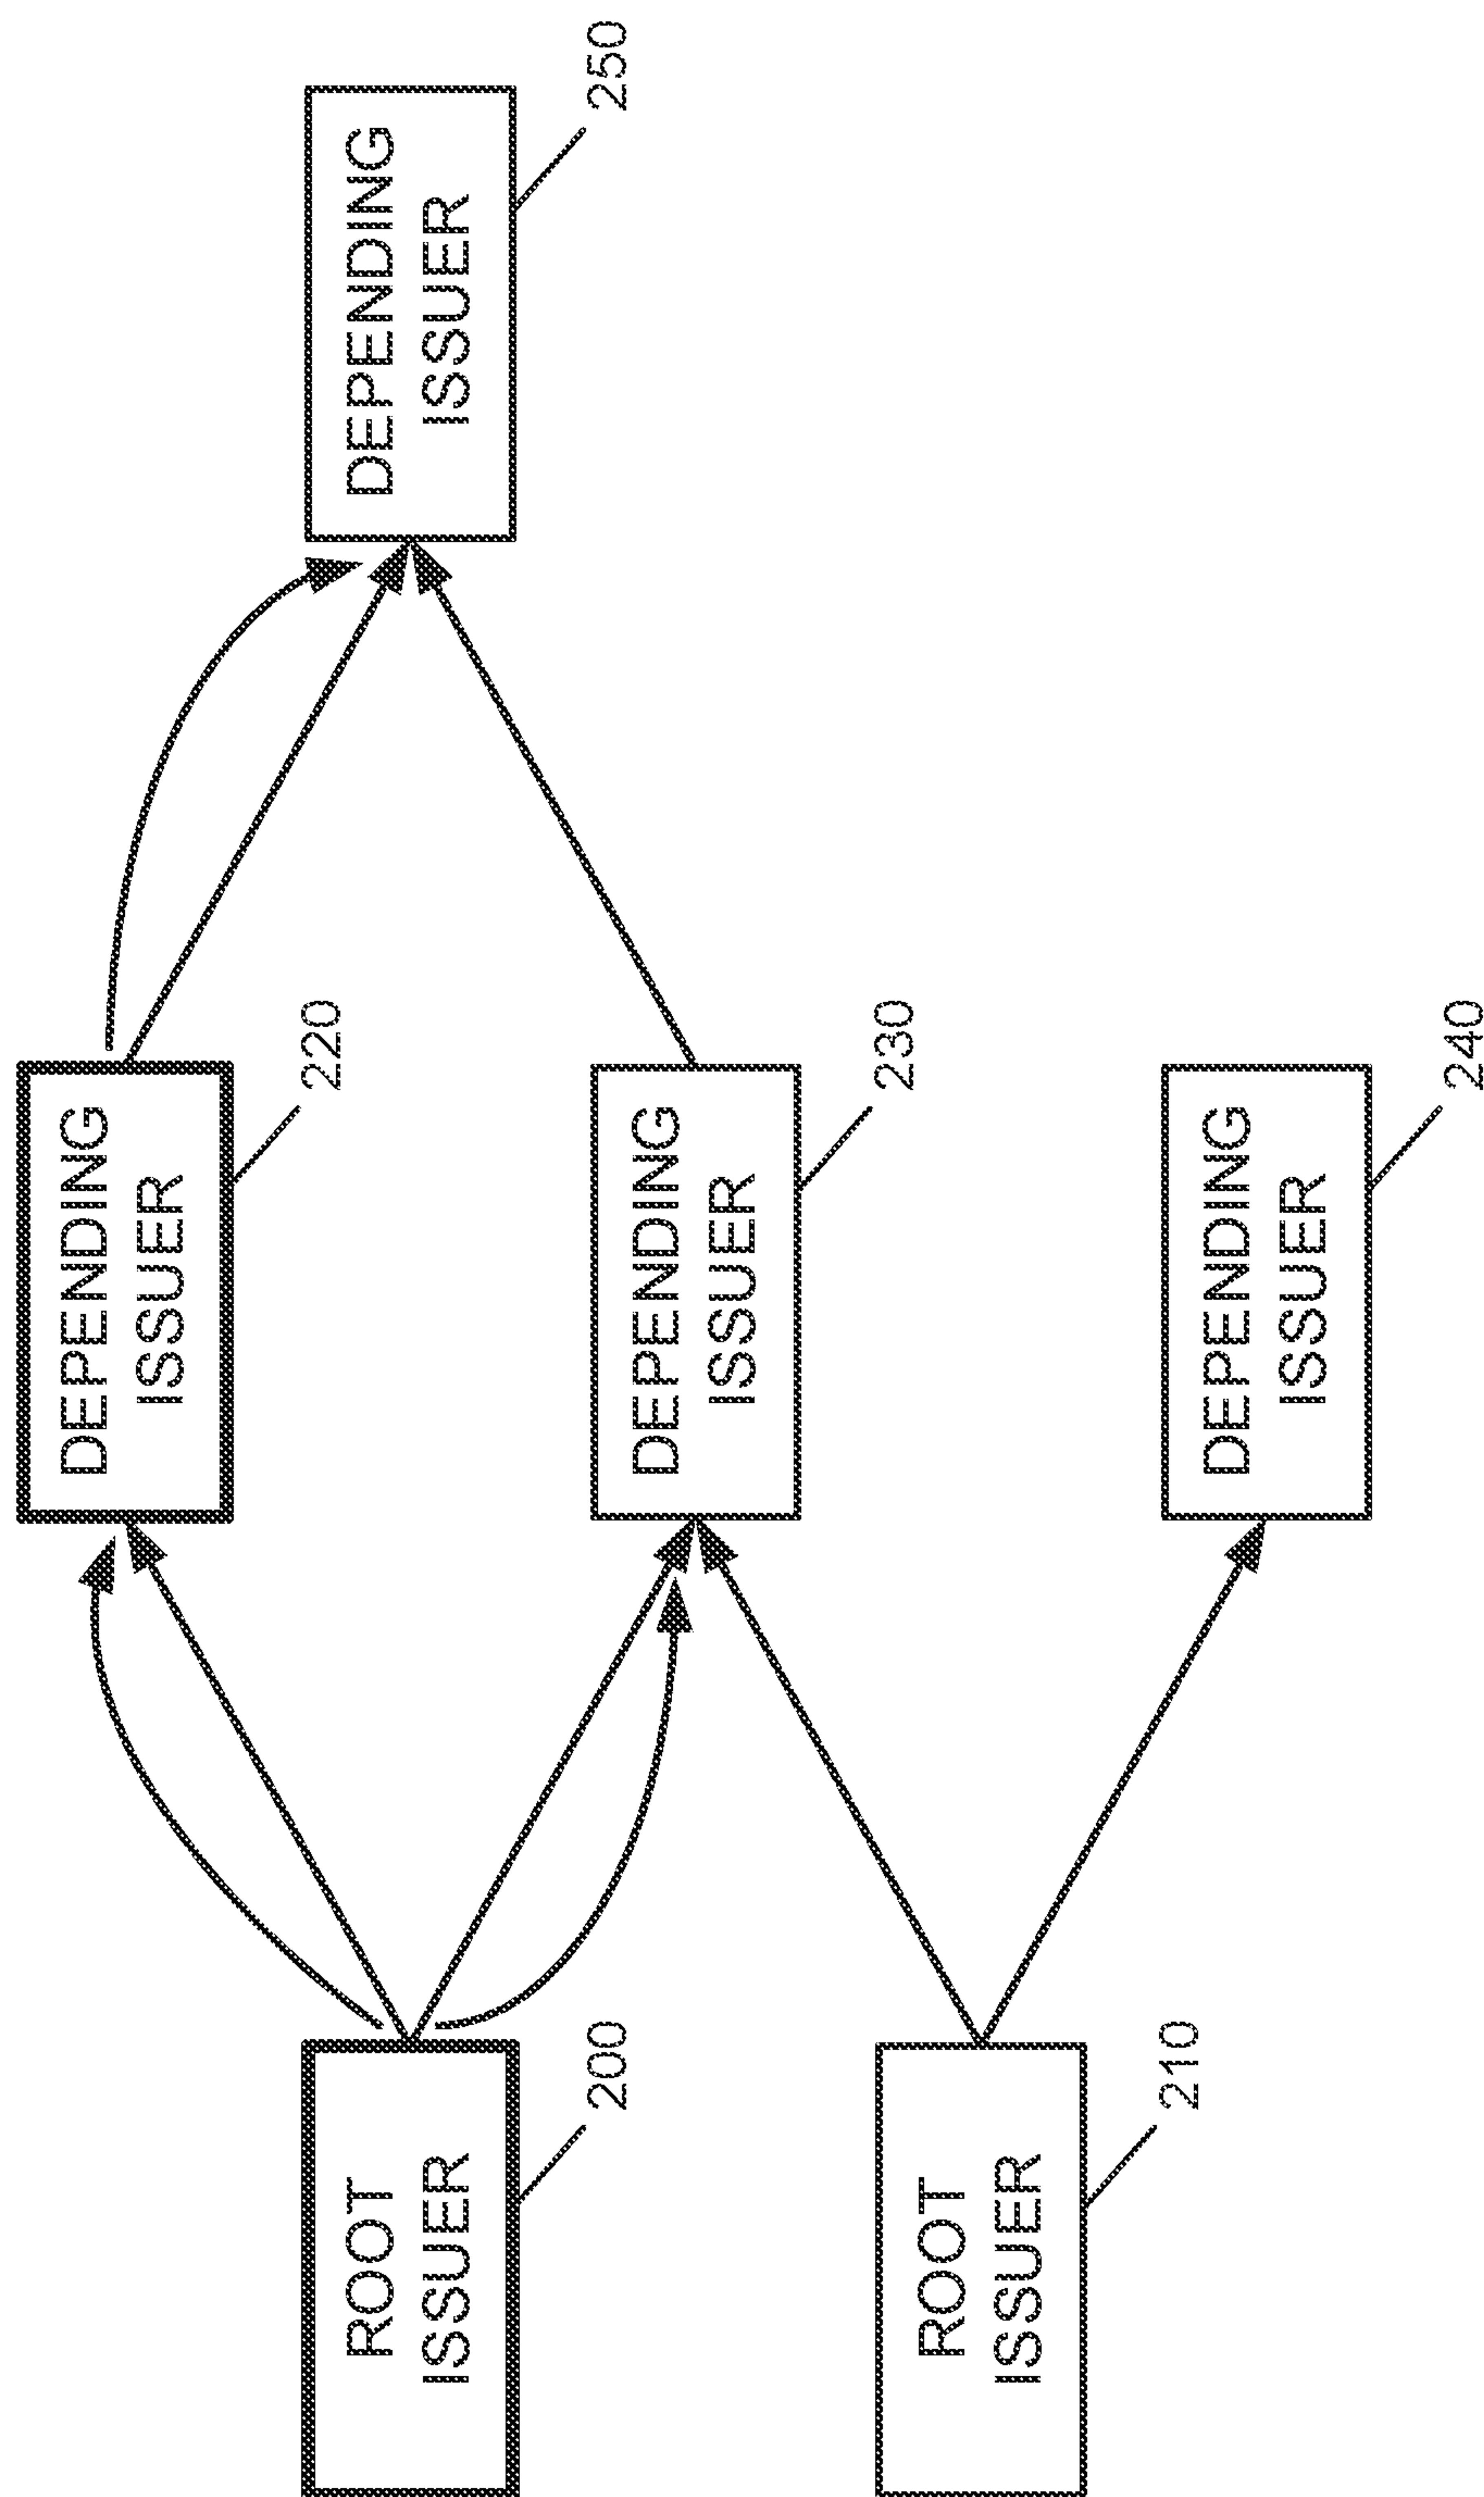 ROOT
ISSUER
200
ROOT
ISSUER
210
DEPENDING
ISSUER
220
DEPENDING
ISSUER
230
DEPENDING
ISSUER
240
DEPENDING
ISSUER
250